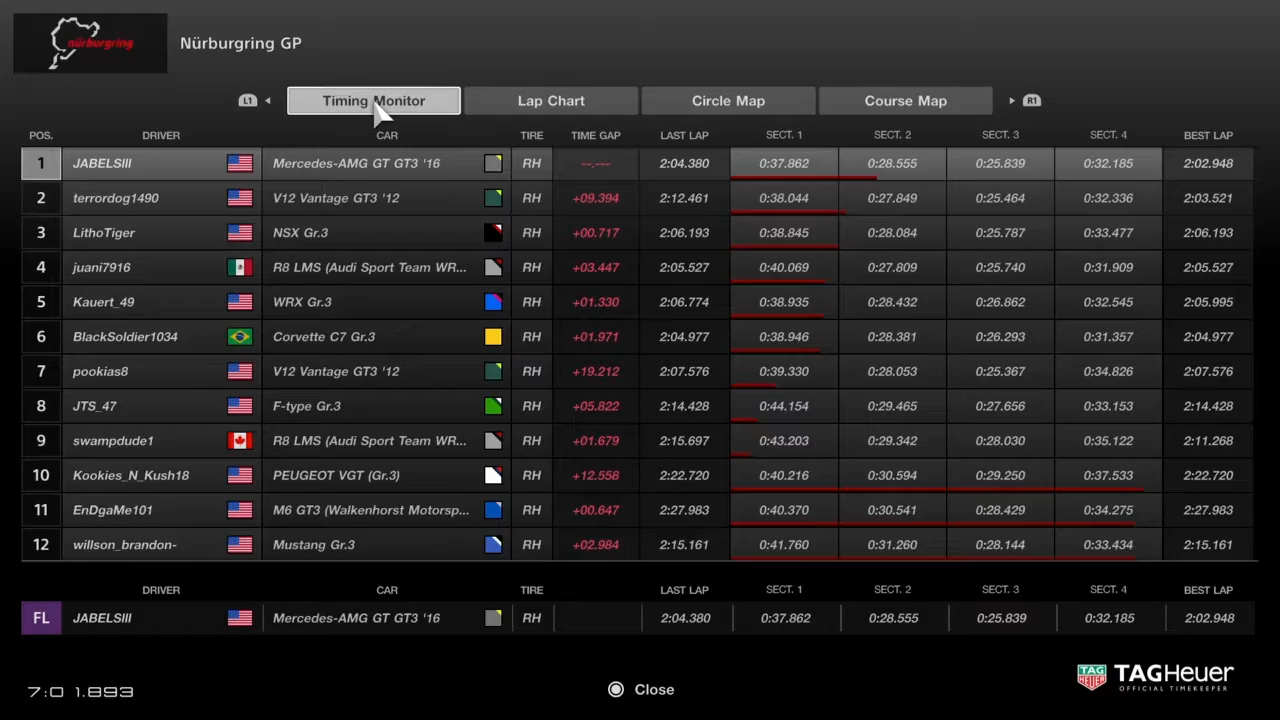 nürburgring
Nürburgring GP
L1 Timing Monitor Lap Chart Circle Map Course Map R1
POS. DRIVER CAR TIRE TIME GAP LAST LAP SECT. 1 SECT. 2 SECT. 3 SECT. 4 BEST LAP
1 JABELSIII Mercedes-AMG GT GT3 '16 RH --.--- 2:04.380 0:37.862 0:28.555 0:25.839 0:32.185 2:02.948
2 terrordog1490 V12 Vantage GT3 '12 RH +09.394 2:12.461 0:38.044 0:27.849 0:25.464 0:32.336 2:03.521
3 LithoTiger NSX Gr.3 RH +00.717 2:06.193 0:38.845 0:28.084 0:25.787 0:33.477 2:06.193
4 juani7916 R8 LMS (Audi Sport Team WR... RH +03.447 2:05.527 0:40.069 0:27.809 0:25.740 0:31.909 2:05.527
5 Kauert_49 WRX Gr.3 RH +01.330 2:06.774 0:38.935 0:28.432 0:26.862 0:32.545 2:05.995
6 BlackSoldier1034 Corvette C7 Gr.3 RH +01.971 2:04.977 0:38.946 0:28.381 0:26.293 0:31.357 2:04.977
7 pookias8 V12 Vantage GT3 '12 RH +19.212 2:07.576 0:39.330 0:28.053 0:25.367 0:34.826 2:07.576
8 JTS_47 F-type Gr.3 RH +05.822 2:14.428 0:44.154 0:29.465 0:27.656 0:33.153 2:14.428
9 swampdude1 R8 LMS (Audi Sport Team WR... RH +01.679 2:15.697 0:43.203 0:29.342 0:28.030 0:35.122 2:11.268
10 Kookies_N_Kush18 PEUGEOT VGT (Gr.3) RH +12.558 2:22.720 0:40.216 0:30.594 0:29.250 0:37.533 2:22.720
11 EnDgaMe101 M6 GT3 (Walkenhorst Motorsp... RH +00.647 2:27.983 0:40.370 0:30.541 0:28.429 0:34.275 2:27.983
12 willson_brandon- Mustang Gr.3 RH +02.984 2:15.161 0:41.760 0:31.260 0:28.144 0:33.434 2:15.161
DRIVER CAR TIRE LAST LAP SECT. 1 SECT. 2 SECT. 3 SECT. 4 BEST LAP
FL JABELSIII Mercedes-AMG GT GT3 '16 RH 2:04.380 0:37.862 0:28.555 0:25.839 0:32.185 2:02.948
7:01.893
Close
TAG HEUER TAGHeuer
OFFICIAL TIMEKEEPER